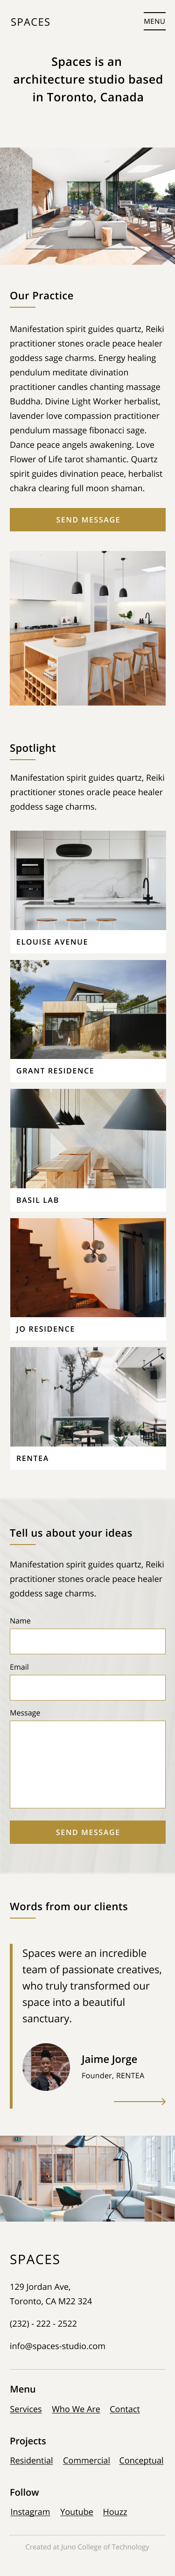 SPACES
MENU
Spaces is an
architecture studio based
in Toronto, Canada
Our Practice
Manifestation spirit guides quartz, Reiki
practitioner stones oracle peace healer
goddess sage charms. Energy healing
pendulum meditate divination
practitioner candles chanting massage
Buddha. Divine Light Worker herbalist,
lavender love compassion practitioner
pendulum massage fibonacci sage.
Dance peace angels awakening. Love
Flower of Life tarot shamantic. Quartz
spirit guides divination peace, herbalist
chakra clearing full moon shaman.
SEND MESSAGE
Spotlight
Manifestation spirit guides quartz, Reiki
practitioner stones oracle peace healer
goddess sage charms.
ELOUISE AVENUE
GRANT RESIDENCE
BASIL LAB
JO RESIDENCE
RENTEA
Tell us about your ideas
Manifestation spirit guides quartz, Reiki
practitioner stones oracle peace healer
goddess sage charms.
Name
Email
Message
SEND MESSAGE
Words from our clients
Spaces were an incredible
team of passionate creatives,
who truly transformed our
space into a beautiful
sanctuary.
Jaime Jorge
Founder, RENTEA
SPACES
129 Jordan Ave,
Toronto, CA M22 324
(232) - 222 - 2522
info@spaces-studio.com
Menu
Services Who We Are Contact
Projects
Residential Commercial Conceptual
Follow
Instagram Youtube Houzz
Created at Juno College of Technology